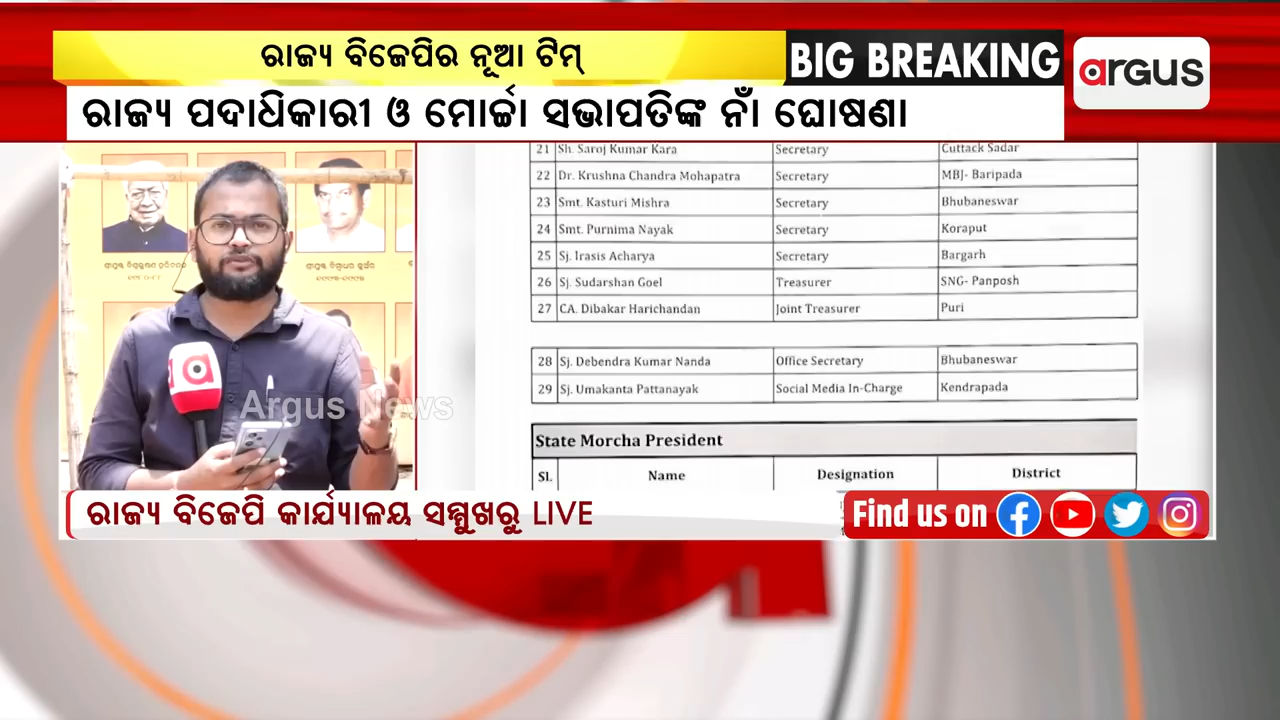 ରାଜ୍ୟ ବିଜେପିର ନୂଆ ଟିମ୍
BIG BREAKING
argus
ରାଜ୍ୟ ପଦାଧିକାରୀ ଓ ମୋର୍ଚ୍ଚା ସଭାପତିଙ୍କ ନାଁ ଘୋଷଣା
21 Sh. Saroj Kumar Kara Secretary Cuttack Sadar
22 Dr. Krushna Chandra Mohapatra Secretary MBJ- Baripada
23 Smt. Kasturi Mishra Secretary Bhubaneswar
24 Smt. Purnima Nayak Secretary Koraput
25 Sj. Irasis Acharya Secretary Bargarh
26 Sj. Sudarshan Goel Treasurer SNG- Panposh
27 CA. Dibakar Harichandan Joint Treasurer Puri
28 Sj. Debendra Kumar Nanda Office Secretary Bhubaneswar
29 Sj. Umakanta Pattanayak Social Media In-Charge Kendrapada
State Morcha President
Sl. Name Designation District
Argus News
ରାଜ୍ୟ ବିଜେପି କାର୍ଯ୍ୟାଳୟ ସମ୍ମୁଖରୁ LIVE
Find us on